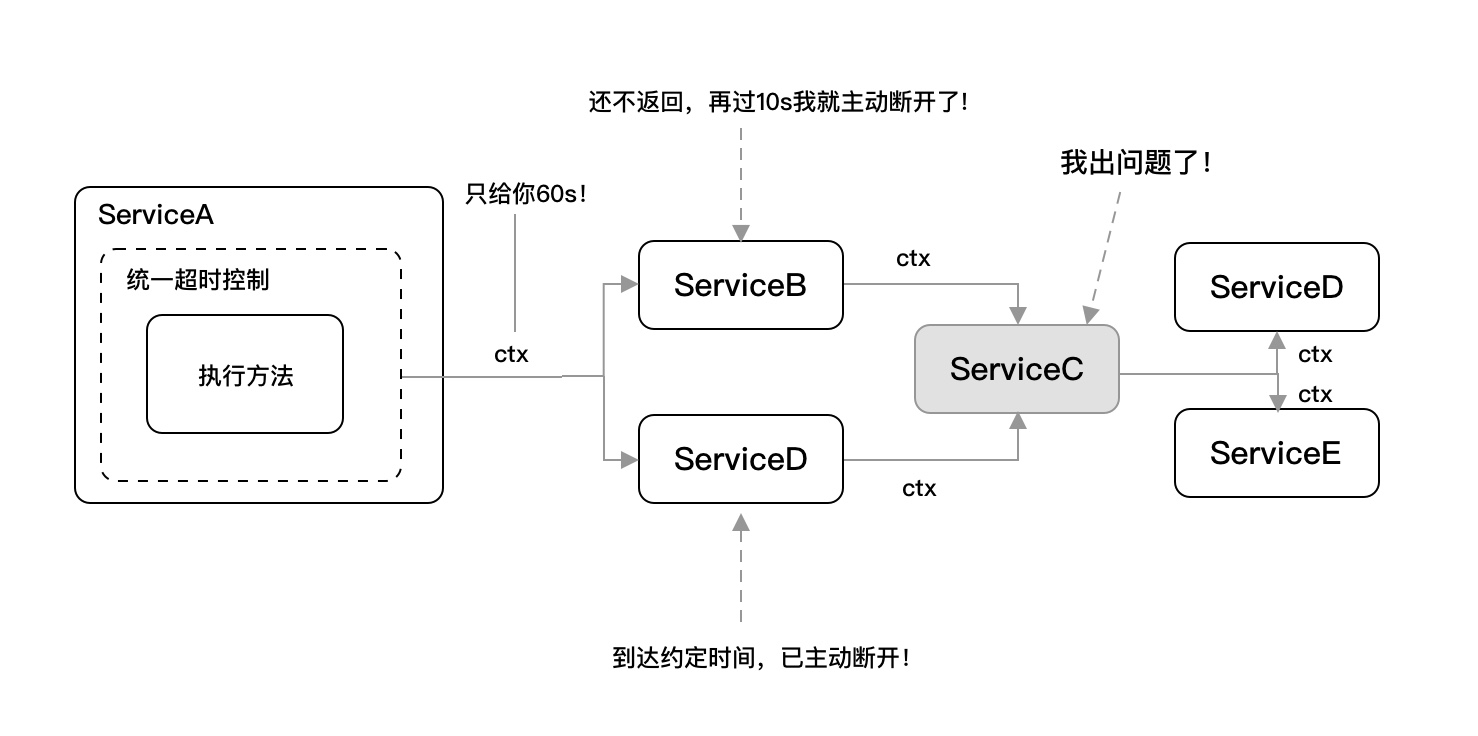 还不返回，再过10s我就主动断开了！
我出问题了！
只给你60s！
ServiceA
统一超时控制
执行方法
ctx
ServiceB
ctx
ServiceD
ctx
ServiceC
ServiceD
ctx
ctx
ServiceE
到达约定时间，已主动断开！